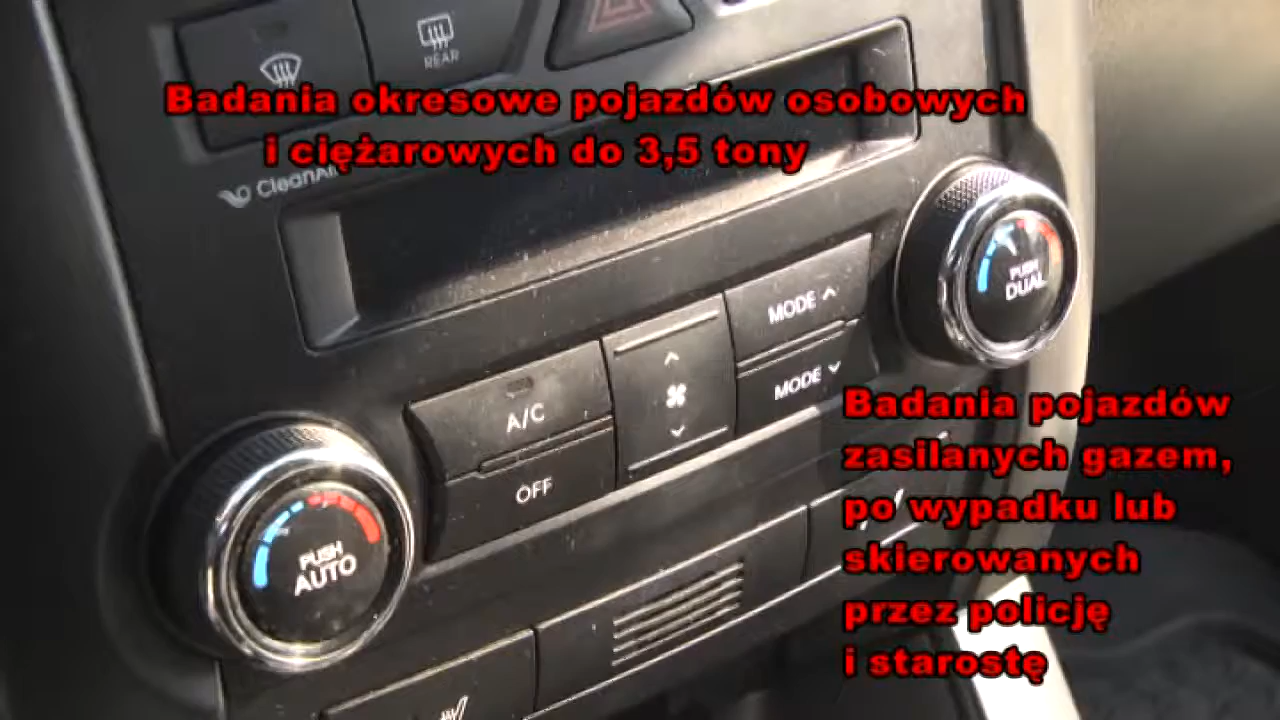 REAR
Badania okresowe pojazdów osobowych
i ciężarowych do 3,5 tony
PUSH
DUAL
MODE
MODE
A/C
OFF
PUSH
AUTO
Badania pojazdów
zasilanych gazem,
po wypadku lub
skierowanych
przez policję
i starostę